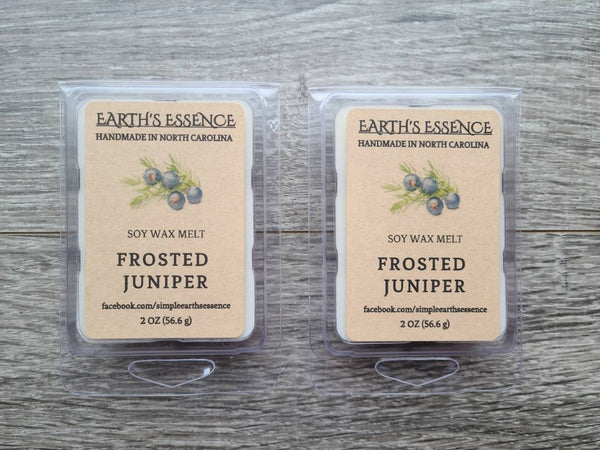 EARTH'S ESSENCE
HANDMADE IN NORTH CAROLINA
SOY WAX MELT
FROSTED
JUNIPER
facebook.com/simpleearthsessence
2 OZ (56.6 g)
EARTH'S ESSENCE
HANDMADE IN NORTH CAROLINA
SOY WAX MELT
FROSTED
JUNIPER
facebook.com/simpleearthsessence
2 OZ (56.6 g)